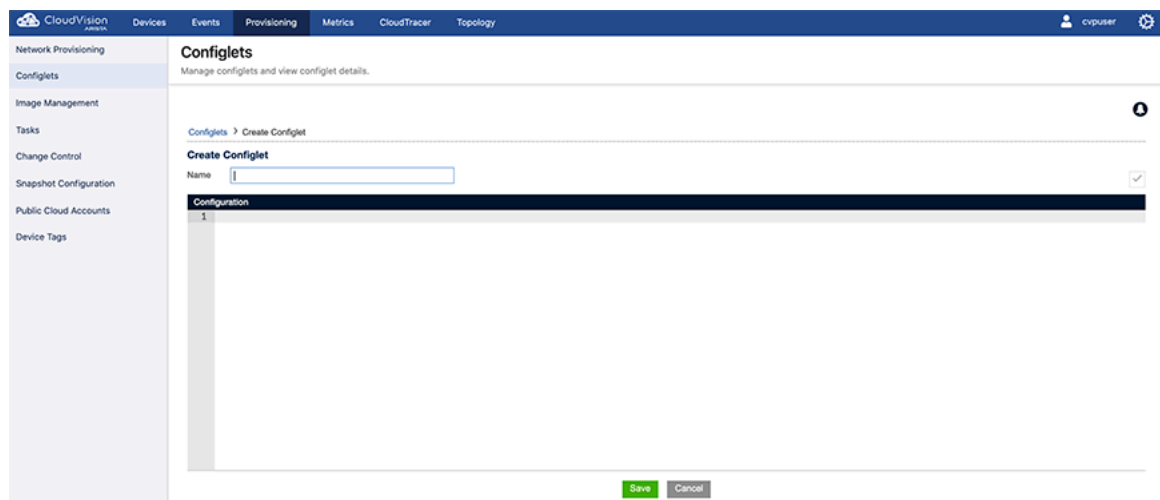 CloudVision Devices Events Provisioning Metrics CloudTracer Topology cvpuser
ARISTA
Network Provisioning
Configlets
Image Management
Tasks
Change Control
Snapshot Configuration
Public Cloud Accounts
Device Tags
Configlets
Manage configlets and view configlet details.
Configlets > Create Configlet
Create Configlet
Name
Configuration
1
Save Cancel